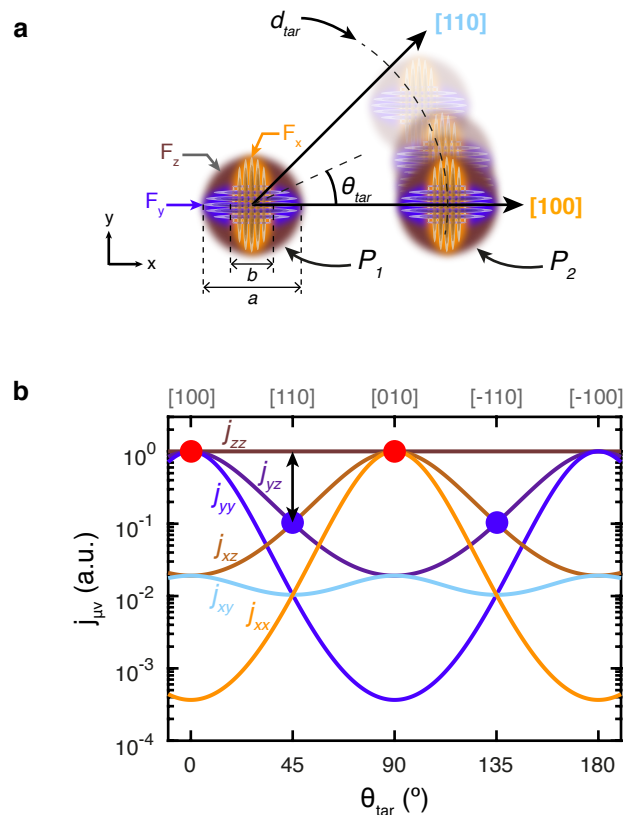 a
d_tar
[110]
F_x
F_z
θ_tar
F_y
[100]
y
x
b
a
P_1
P_2
b
[100] [110] [010] [-110] [-100]
j_zz
j_yz
j_yy
j_xz
j_xy
j_xx
j_μν (a.u.)
10^0
10^-1
10^-2
10^-3
10^-4
0 45 90 135 180
θ_tar (º)